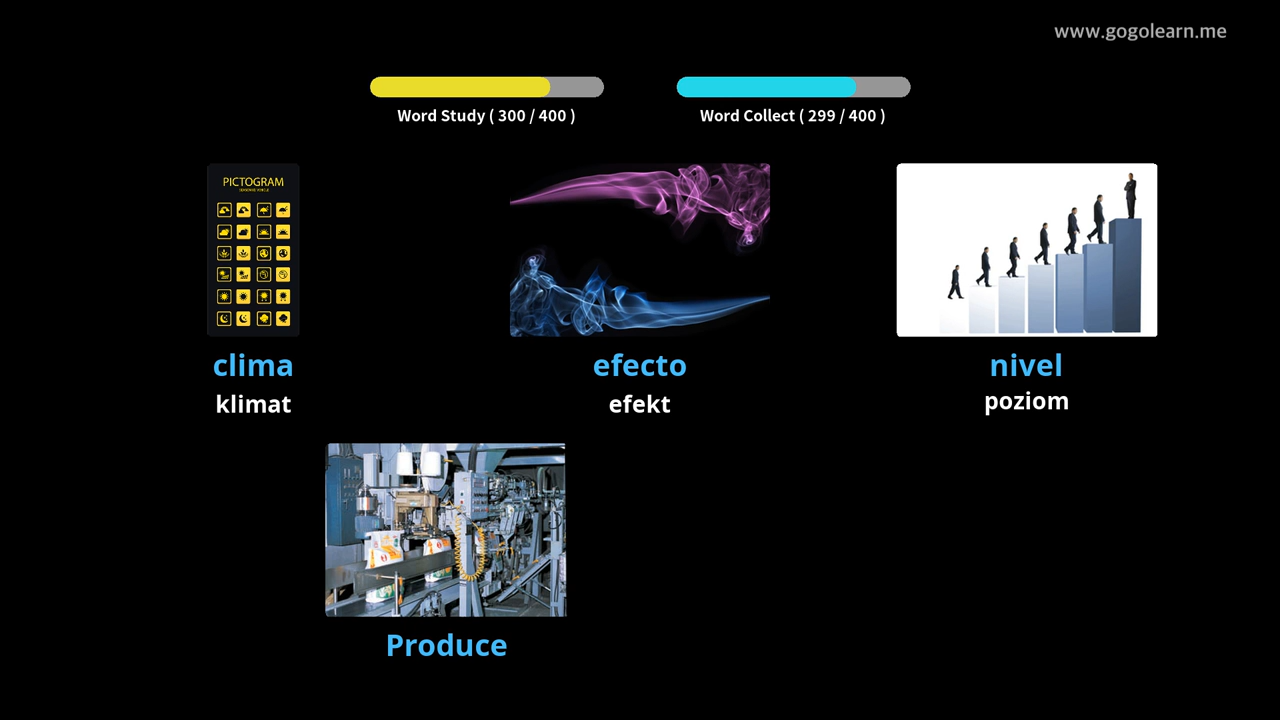 www.gogolearn.me
Word Study ( 300 / 400 )
Word Collect ( 299 / 400 )
PICTOGRAM
clima
klimat
efecto
efekt
nivel
poziom
Produce